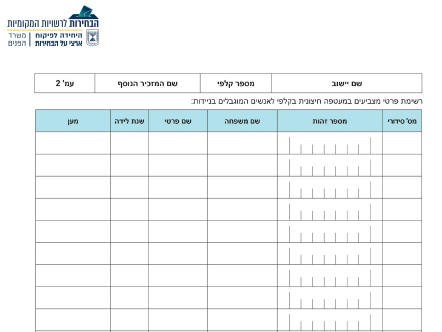 הבחירות לרשויות המקומיות
היחידה לפיקוח ארצי על הבחירות
משרד הפנים
שם יישוב מספר קלפי שם המזכיר הנוסף עמ' 2
רשימת פרטי מצביעים במעטפה חיצונית בקלפי לאנשים המוגבלים בניידות:
מס' סידורי מספר זהות שם משפחה שם פרטי שנת לידה מען